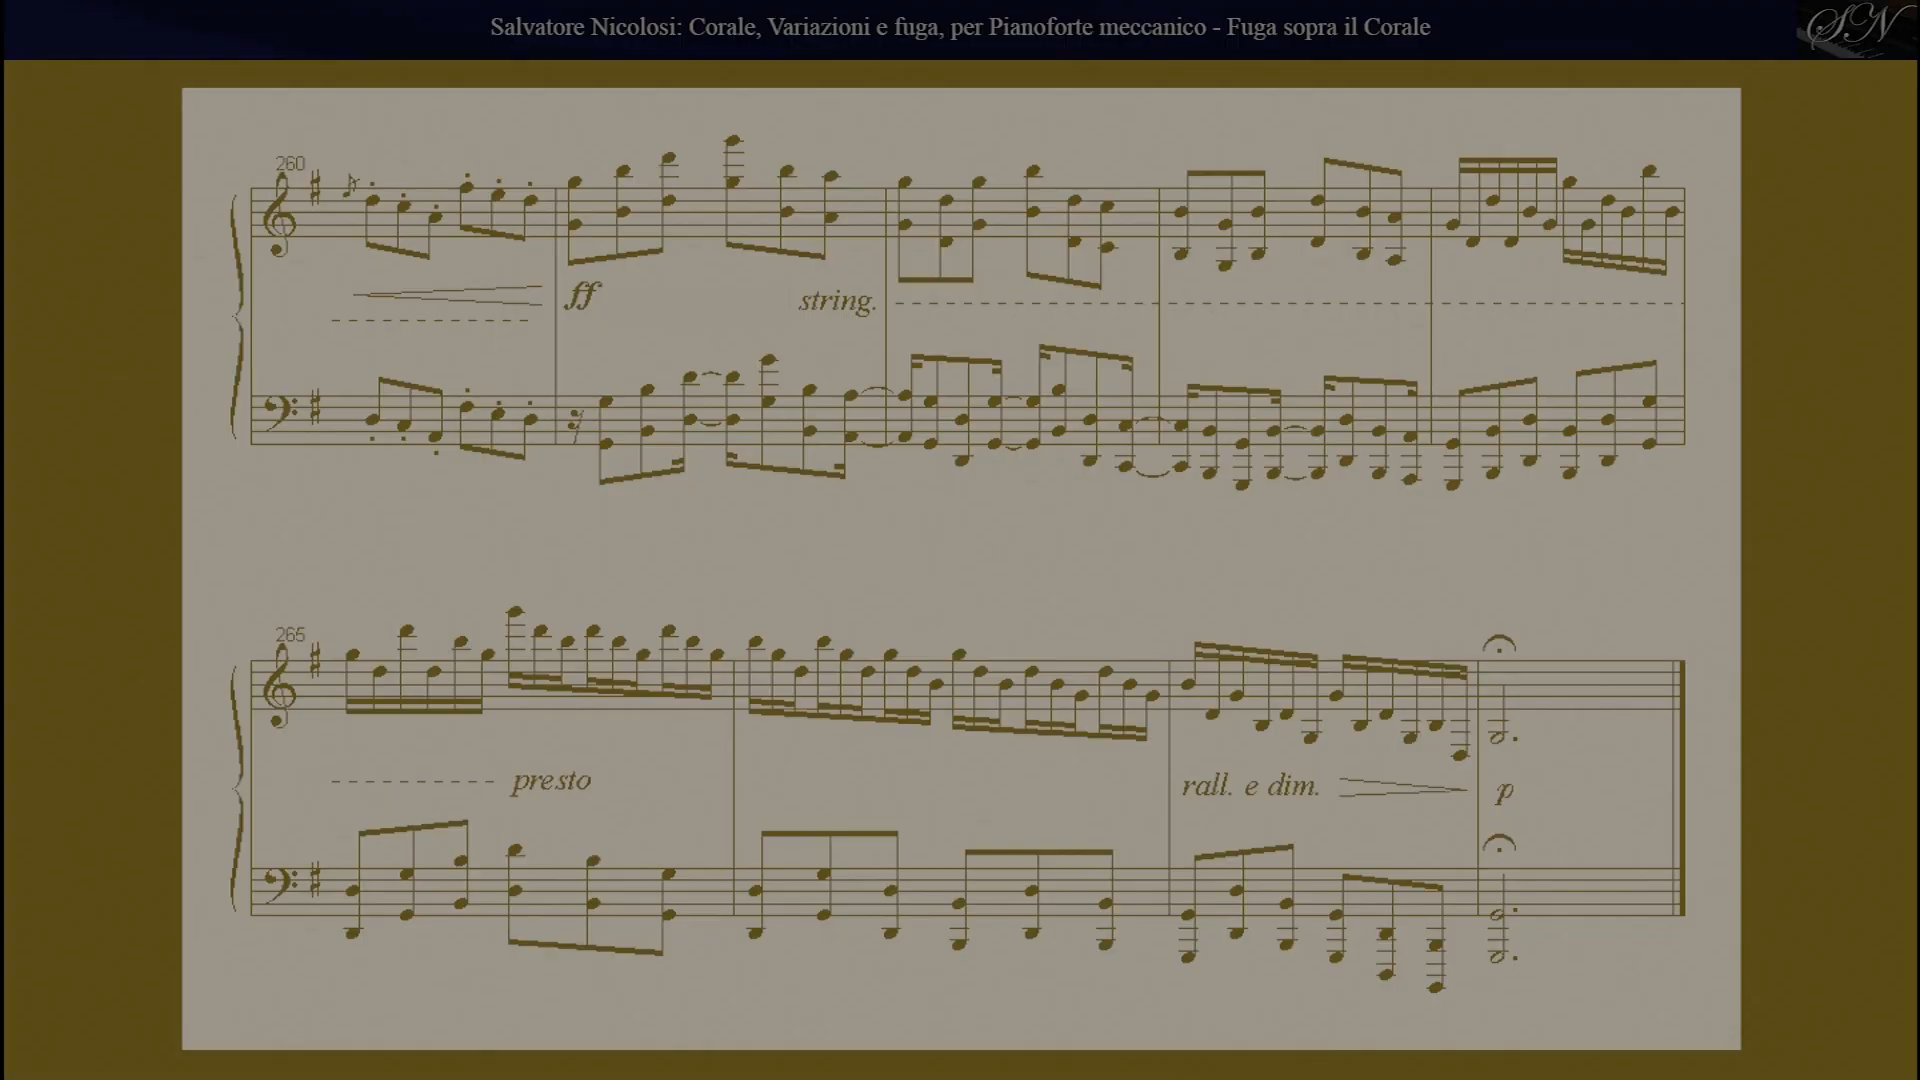 Salvatore Nicolosi: Corale, Variazioni e fuga, per Pianoforte meccanico - Fuga sopra il Corale
SN
260
ff
string.
265
presto
rall. e dim.
p